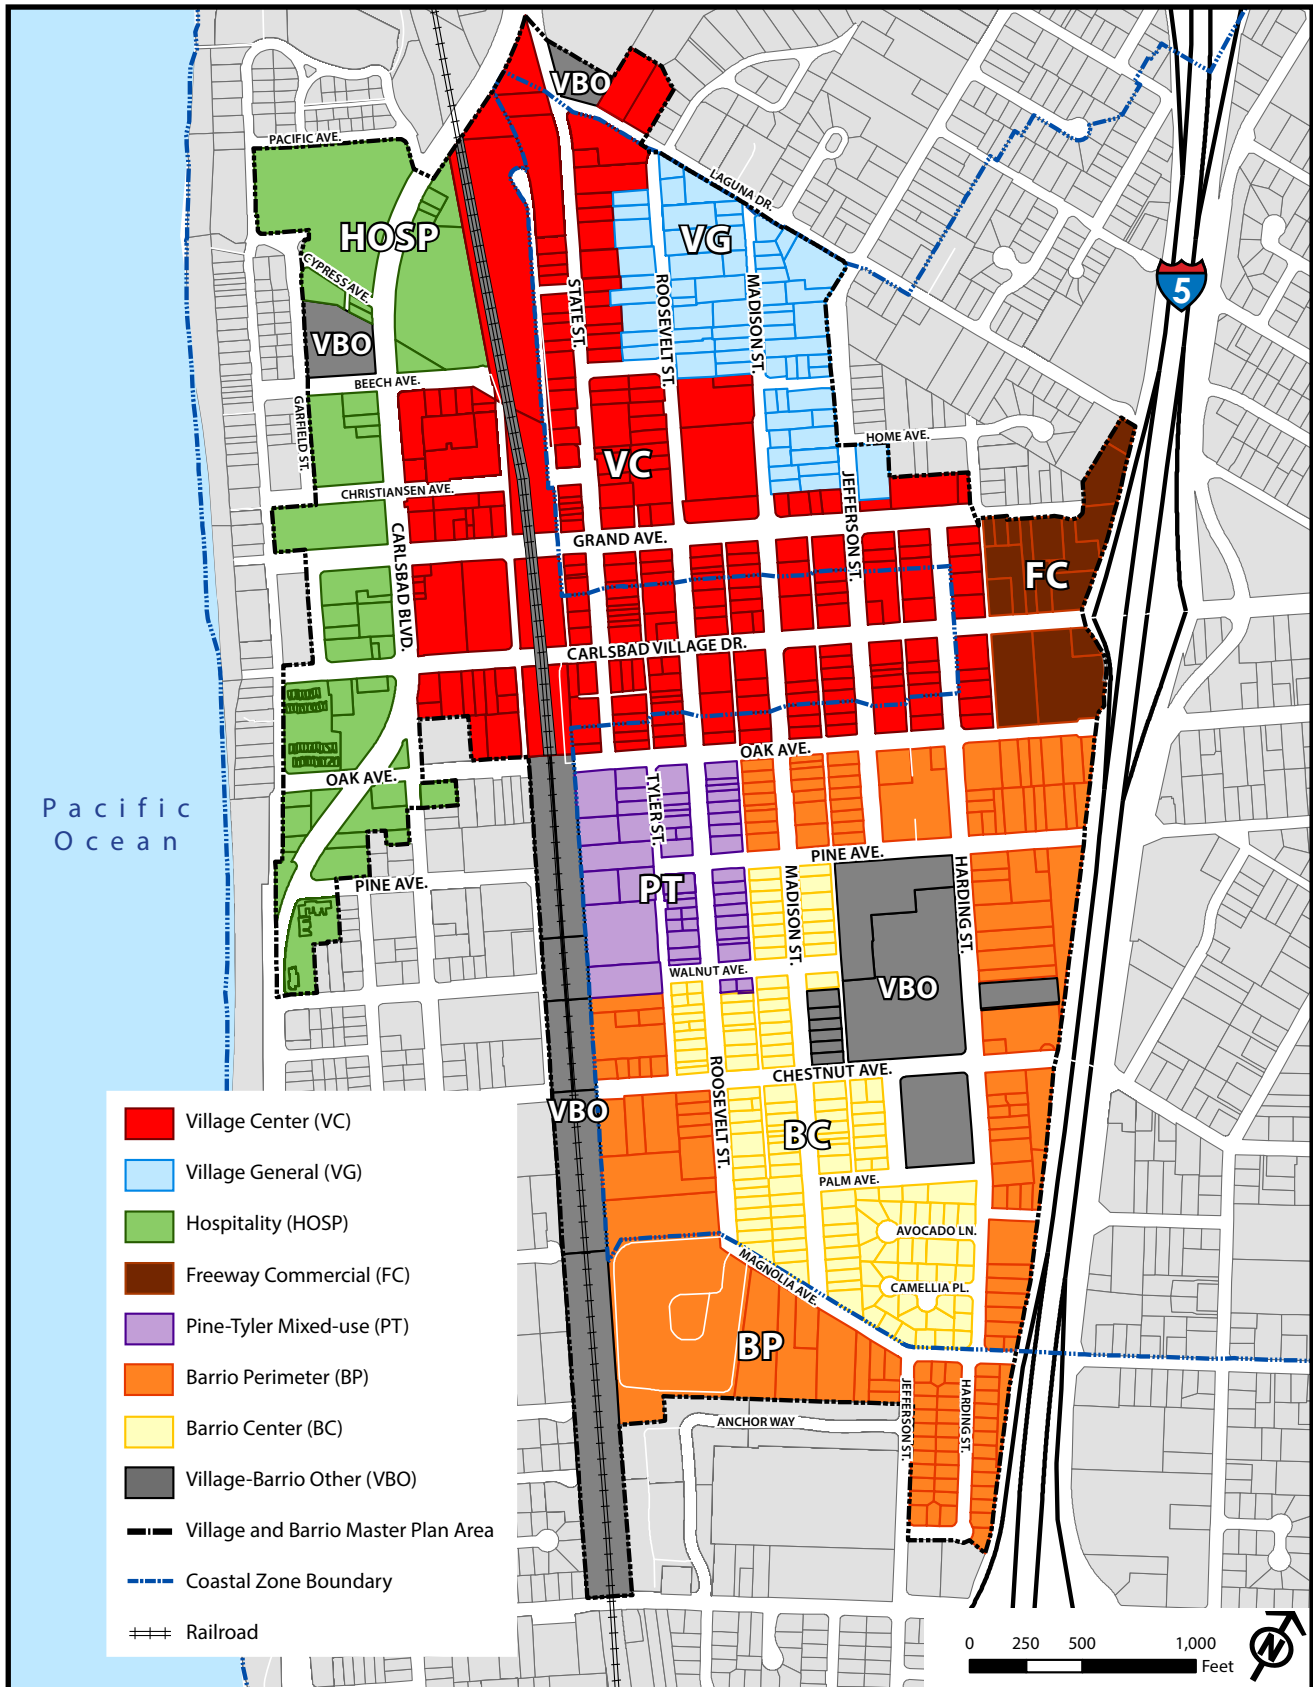 VBO
PACIFIC AVE.
LAGUNA DR.
HOSP
VG
CYPRESS AVE.
STATE ST.
ROOSEVELT ST.
MADISON ST.
5
VBO
BEECH AVE.
GARFIELD ST.
HOME AVE.
VC
CHRISTIANSEN AVE.
JEFFERSON ST.
CARLSBAD BLVD.
GRAND AVE.
FC
CARLSBAD VILLAGE DR.
OAK AVE.
OAK AVE.
TYLER ST.
Pacific
Ocean
PINE AVE.
PINE AVE.
PT
MADISON ST.
HARDING ST.
WALNUT AVE.
VBO
CHESTNUT AVE.
ROOSEVELT ST.
VBO
BC
PALM AVE.
AVOCADO LN.
MAGNOLIA AVE.
CAMELLIA PL.
BP
JEFFERSON ST.
HARDING ST.
ANCHOR WAY
Village Center (VC)
Village General (VG)
Hospitality (HOSP)
Freeway Commercial (FC)
Pine-Tyler Mixed-use (PT)
Barrio Perimeter (BP)
Barrio Center (BC)
Village-Barrio Other (VBO)
Village and Barrio Master Plan Area
Coastal Zone Boundary
Railroad
0 250 500 1,000
Feet
N